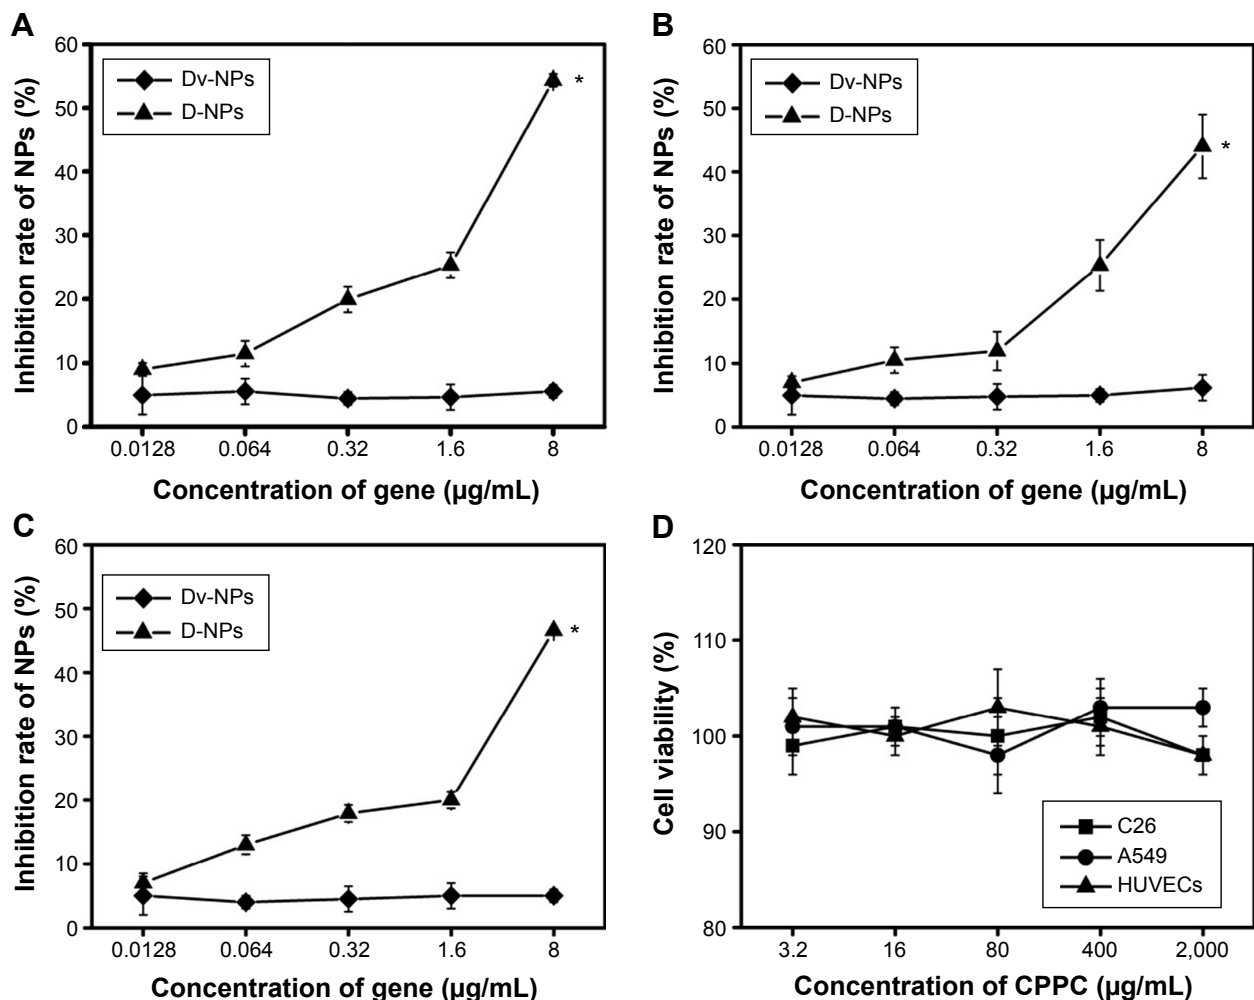 A
Inhibition rate of NPs (%)
60
50
40
30
20
10
0
Dv-NPs
D-NPs
*
0.0128 0.064 0.32 1.6 8
Concentration of gene (µg/mL)
B
Inhibition rate of NPs (%)
60
50
40
30
20
10
0
Dv-NPs
D-NPs
*
0.0128 0.064 0.32 1.6 8
Concentration of gene (µg/mL)
C
Inhibition rate of NPs (%)
60
50
40
30
20
10
0
Dv-NPs
D-NPs
*
0.0128 0.064 0.32 1.6 8
Concentration of gene (µg/mL)
D
Cell viability (%)
120
110
100
90
80
C26
A549
HUVECs
3.2 16 80 400 2,000
Concentration of CPPC (µg/mL)